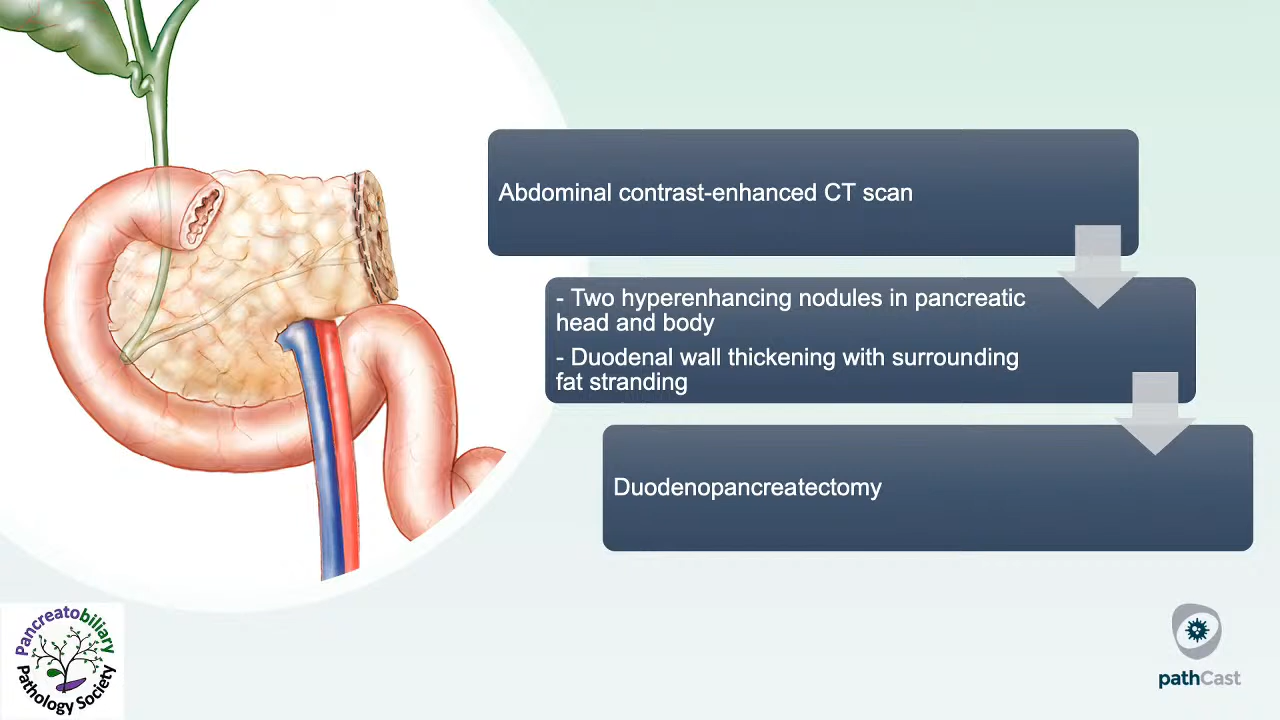 Abdominal contrast-enhanced CT scan
- Two hyperenhancing nodules in pancreatic
head and body
- Duodenal wall thickening with surrounding
fat stranding
Duodenopancreatectomy
Pancreatobiliary
Pathology Society
pathCast